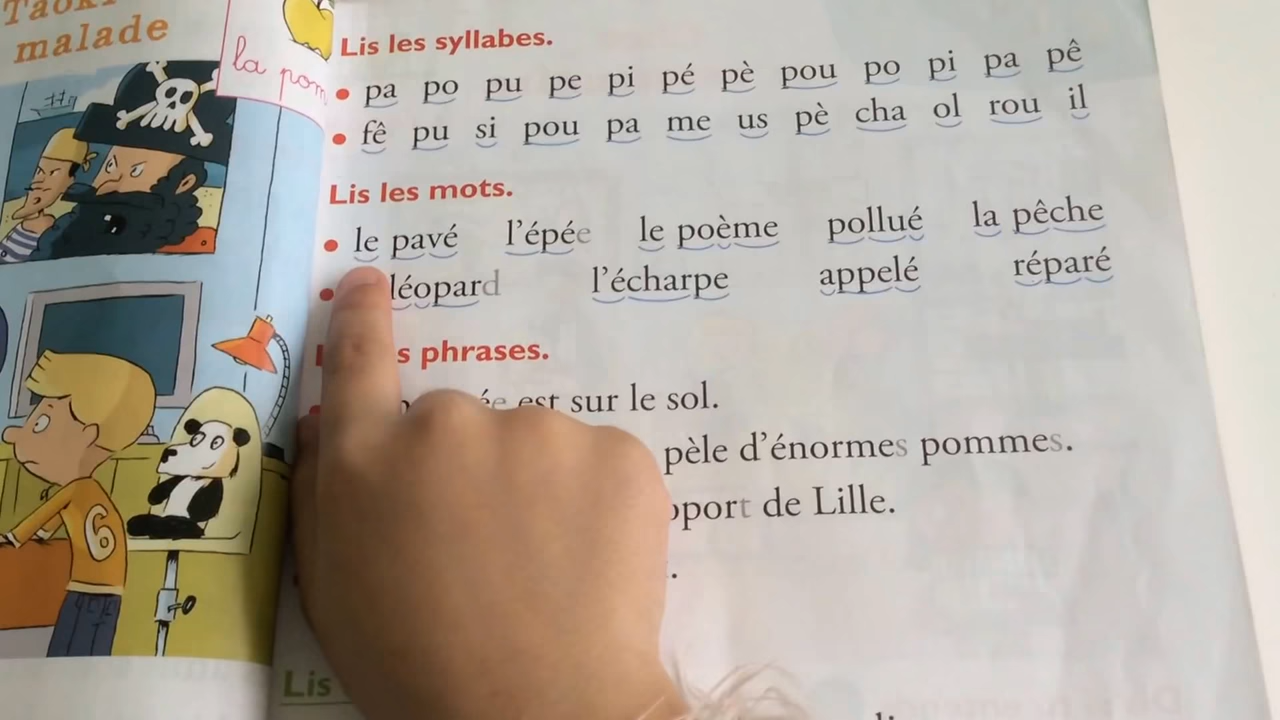 malade
la pom
Lis les syllabes.
• pa po pu pe pi pé pè pou po pi pa pê
• fê pu si pou pa me us pè cha ol rou il
Lis les mots.
• le pavé l'épée le poème pollué la pêche
• léopard l'écharpe appelé réparé
phrases.
est sur le sol.
pèle d'énormes pommes.
de Lille.
Lis
6